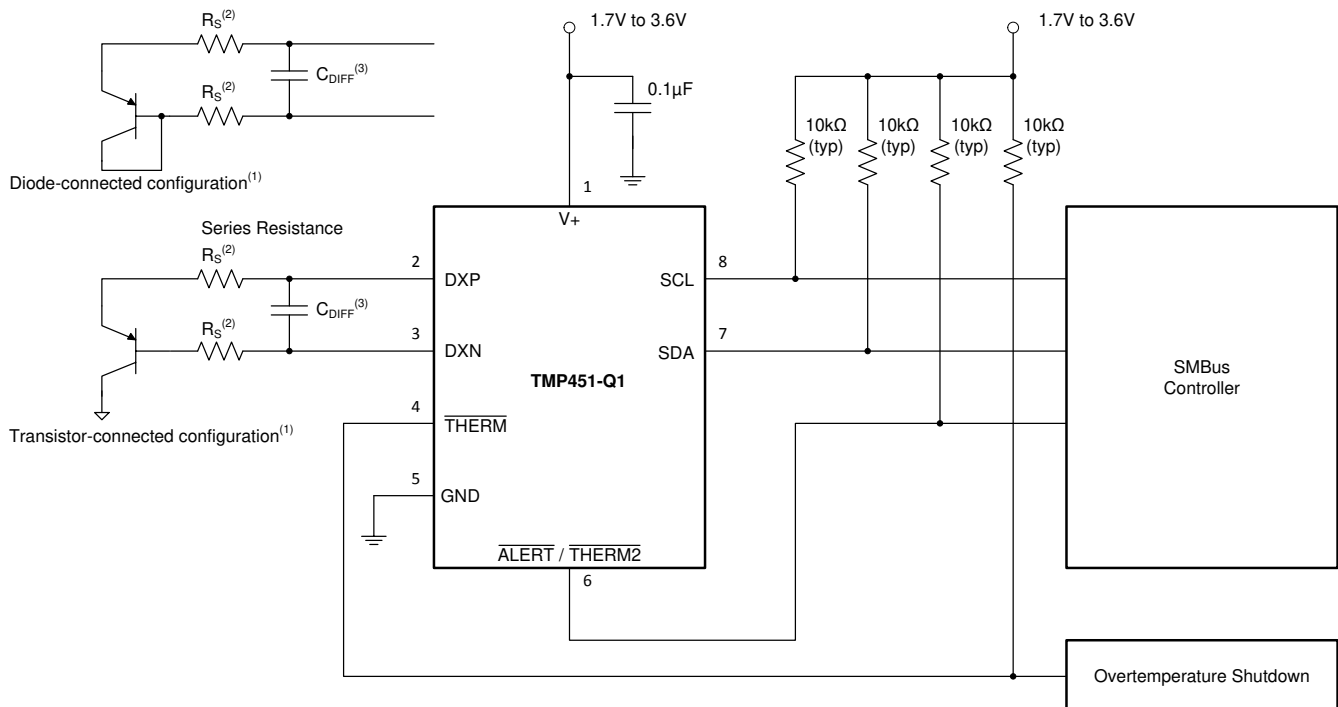 R_S^(2)
C_DIFF^(3)
R_S^(2)
Diode-connected configuration^(1)
Series Resistance
R_S^(2)
C_DIFF^(3)
R_S^(2)
Transistor-connected configuration^(1)
1.7V to 3.6V
0.1µF
1
V+
2
DXP
3
DXN
TMP451-Q1
4
THERM
5
GND
ALERT / THERM2
6
SCL
8
SDA
7
1.7V to 3.6V
10kΩ
(typ)
10kΩ
(typ)
10kΩ
(typ)
10kΩ
(typ)
SMBus
Controller
Overtemperature Shutdown